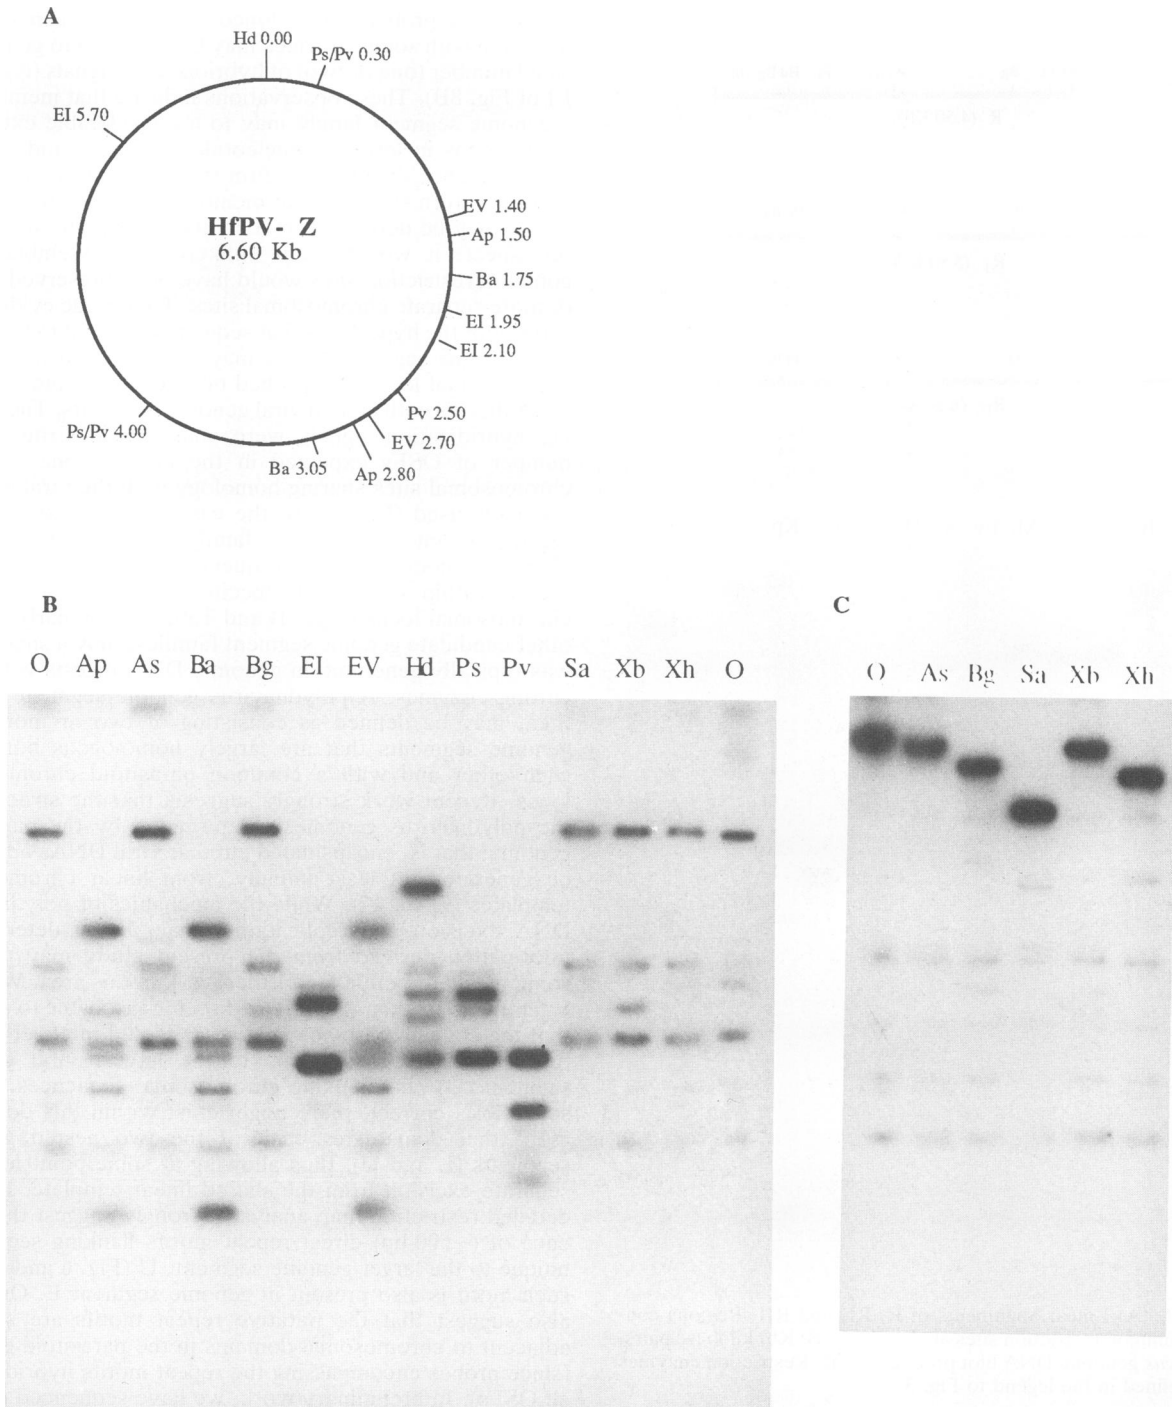 A
Hd 0.00
Ps/Pv 0.30
EI 5.70
EV 1.40
HfPV- Z
Ap 1.50
6.60 Kb
Ba 1.75
EI 1.95
EI 2.10
Pv 2.50
Ps/Pv 4.00
EV 2.70
Ba 3.05
Ap 2.80
B
C
O Ap As Ba Bg EI EV Hd Ps Pv Sa Xb Xh O
O As Bg Sa Xb Xh